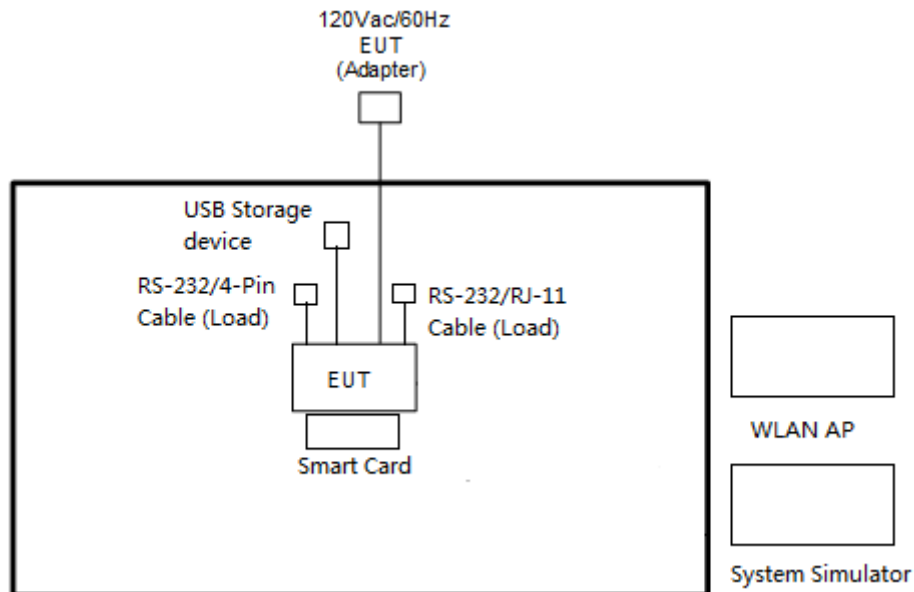 120Vac/60Hz
EUT
(Adapter)
USB Storage
device
RS-232/4-Pin
Cable (Load)
RS-232/RJ-11
Cable (Load)
EUT
Smart Card
WLAN AP
System Simulator